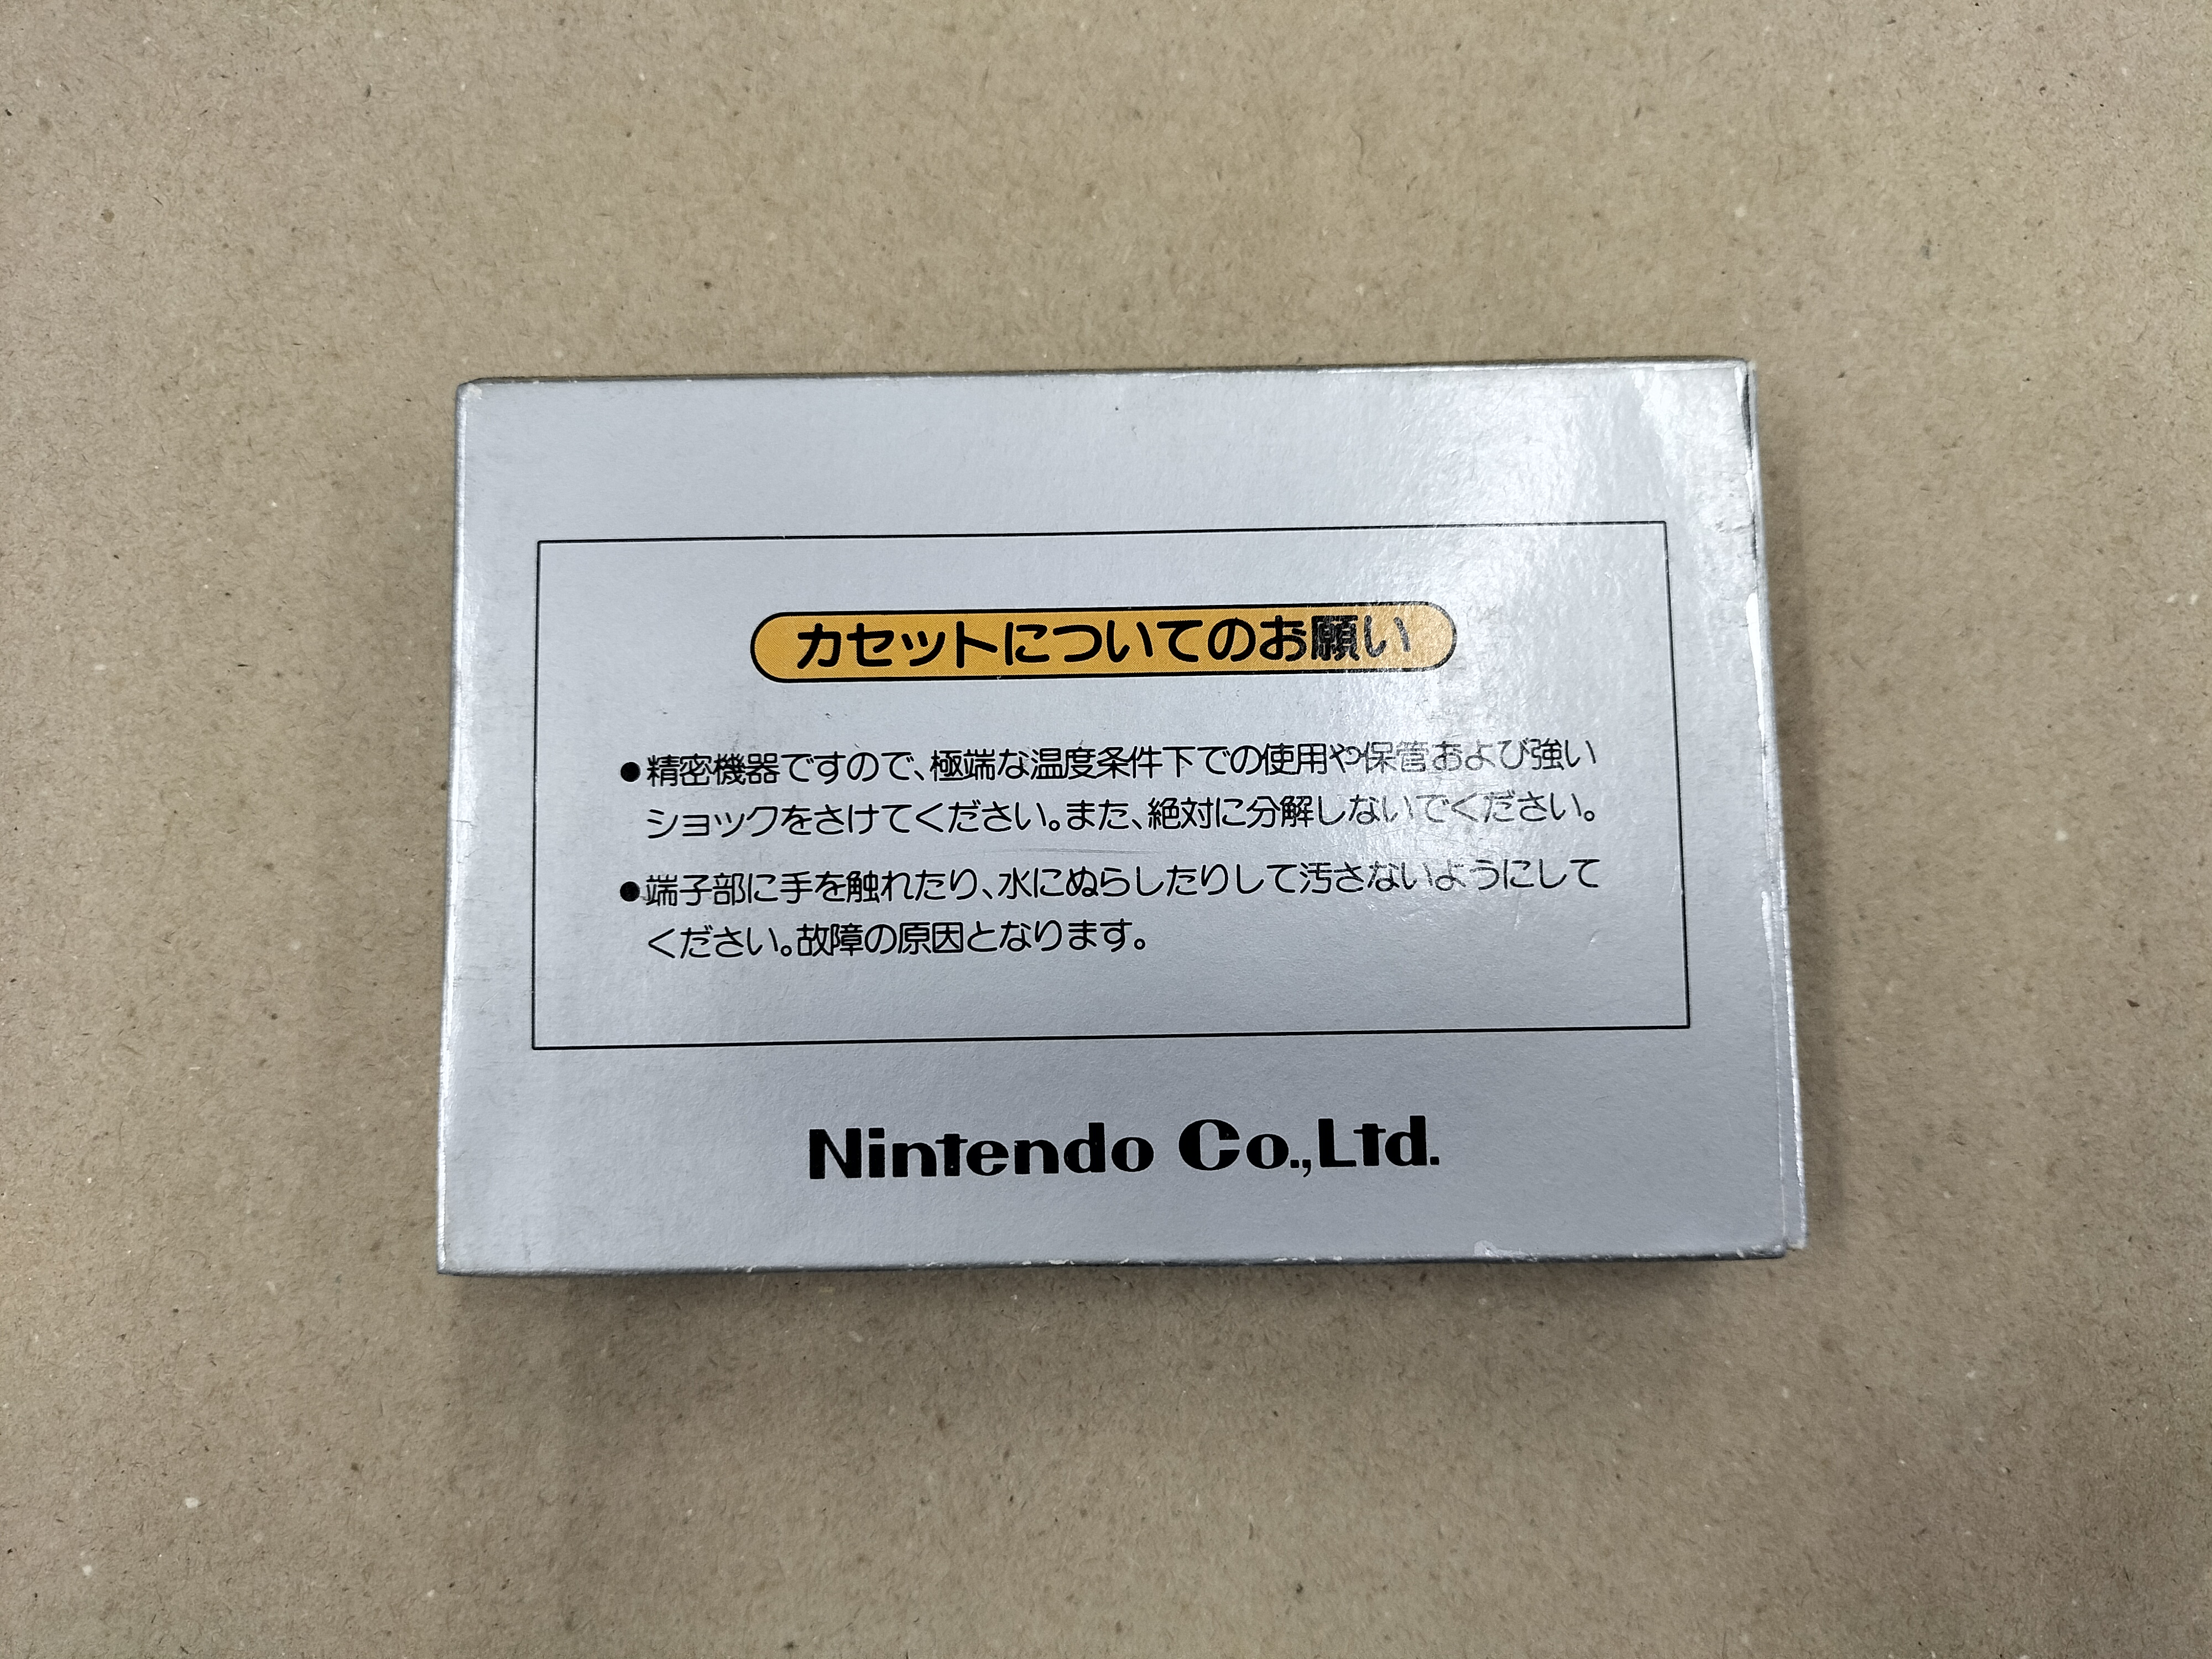 カセットについてのお願い
●精密機器ですので、極端な温度条件下での使用や保管および強い
ショックをさけてください。また、絶対に分解しないでください。
●端子部に手を触れたり、水にぬらしたりして汚さないようにして
ください。故障の原因となります。
Nintendo Co.,Ltd.